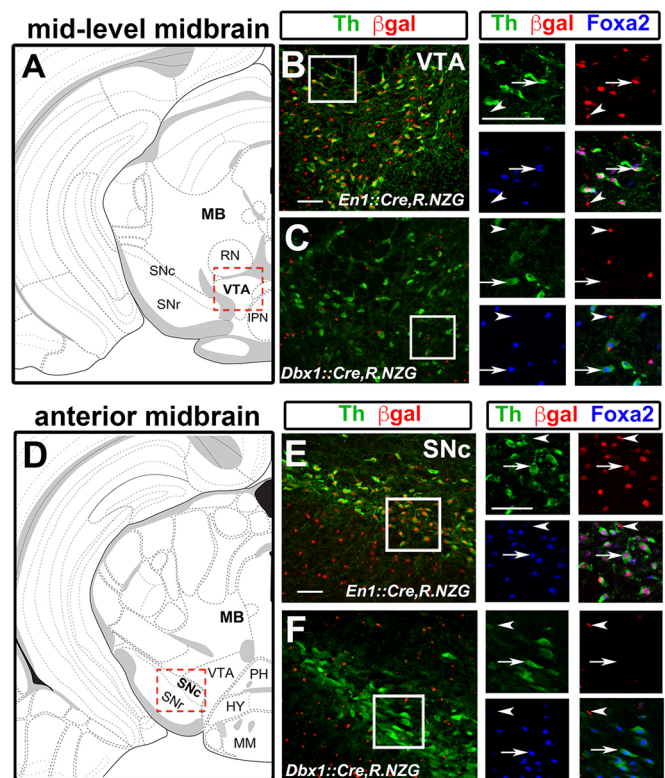 mid-level midbrain
Th βgal
Th βgal Foxa2
A
MB
RN
SNc
VTA
SNr
IPN
B
VTA
En1::Cre,R.NZG
C
Dbx1::Cre,R.NZG
anterior midbrain
Th βgal
Th βgal Foxa2
D
MB
VTA
PH
SNc
SNr
HY
MM
E
SNc
En1::Cre,R.NZG
F
Dbx1::Cre,R.NZG